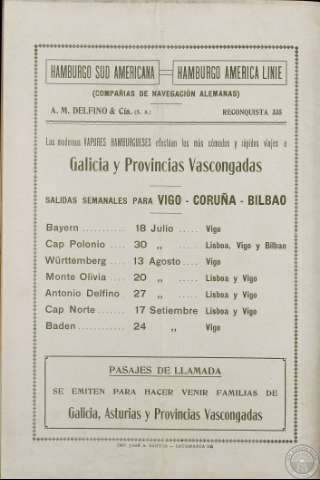 HAMBURGO SUD AMERICANA — HAMBURGO AMERICA LINIE
(COMPAÑIAS DE NAVEGACIÓN ALEMANAS)
A. M. DELFINO & Cía. (S. A.) RECONQUISTA 335
Los modernos VAPORES HAMBURGUESES efectúan los más cómodos y rápidos viajes a
Galicia y Provincias Vascongadas
SALIDAS SEMANALES PARA VIGO - CORUÑA - BILBAO
Bayern ........... 18 Julio ..... Vigo
Cap Polonio .... 30 „ ..... Lisboa, Vigo y Bilbao
Württemberg .... 13 Agosto .... Vigo
Monte Olivia .... 20 „ ..... Lisboa y Vigo
Antonio Delfino 27 „ ..... Lisboa y Vigo
Cap Norte ....... 17 Setiembre Lisboa y Vigo
Baden ............ 24 „ Vigo
PASAJES DE LLAMADA
SE EMITEN PARA HACER VENIR FAMILIAS DE
Galicia, Asturias y Provincias Vascongadas